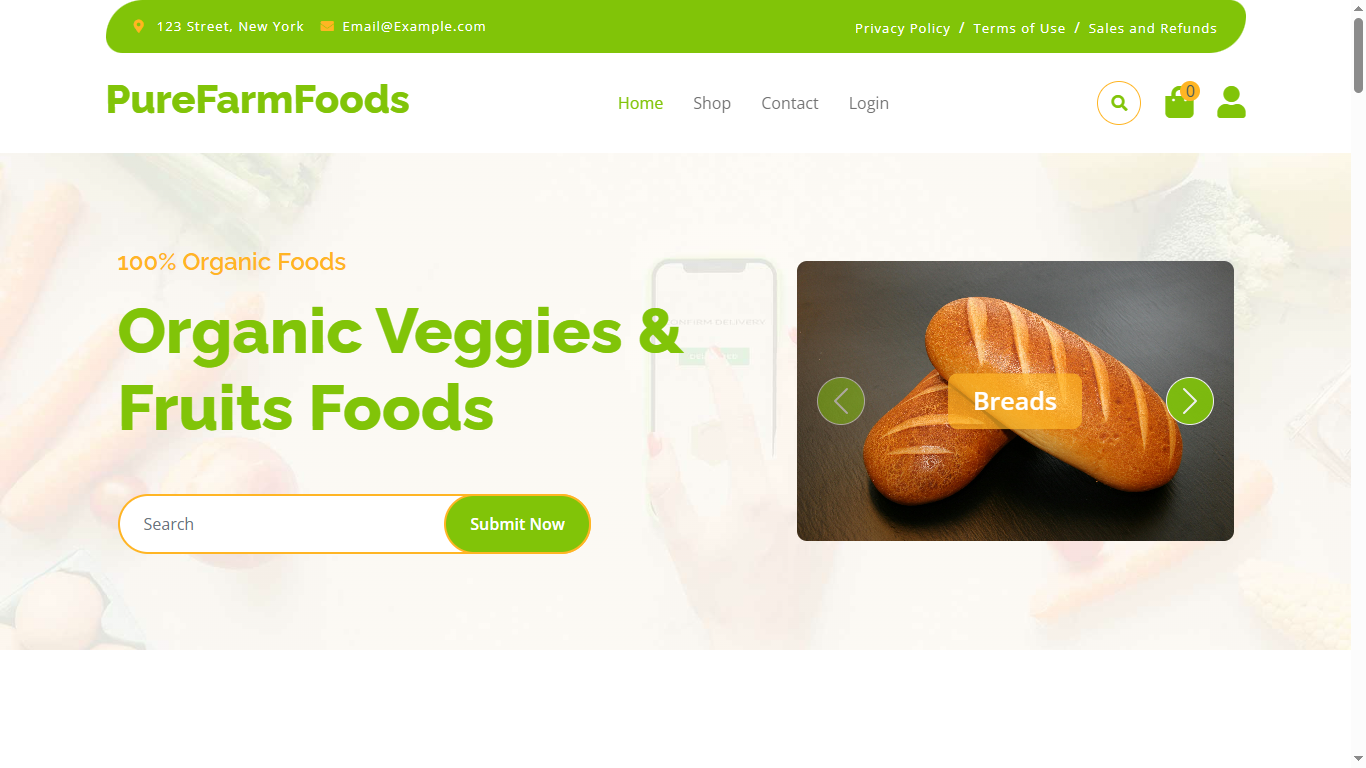 123 Street, New York Email@Example.com Privacy Policy / Terms of Use / Sales and Refunds
PureFarmFoods Home Shop Contact Login 0
100% Organic Foods
Organic Veggies &
Fruits Foods
Breads
Search Submit Now